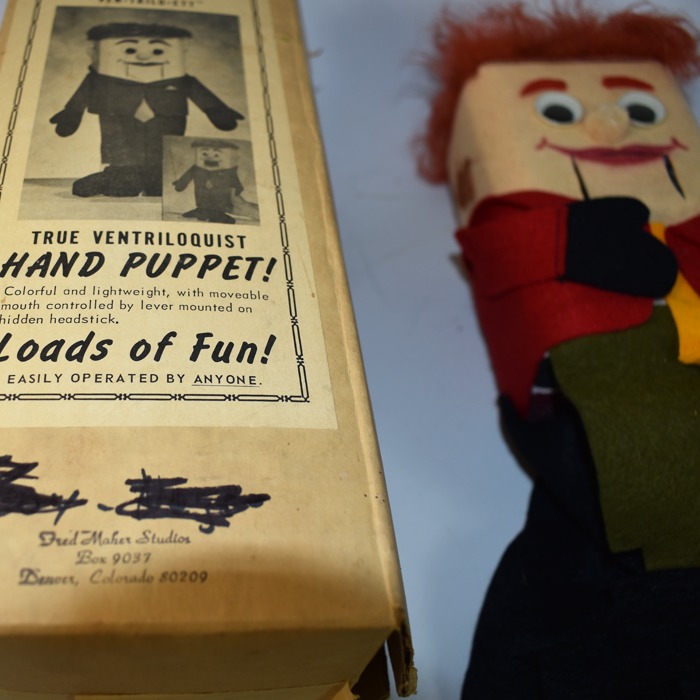 TRUE VENTRILOQUIST
HAND PUPPET!
Colorful and lightweight, with moveable
mouth controlled by lever mounted on
hidden headstick.
Loads of Fun!
EASILY OPERATED BY ANYONE.
Fred Maher Studios
Box 9037
Denver, Colorado 80209